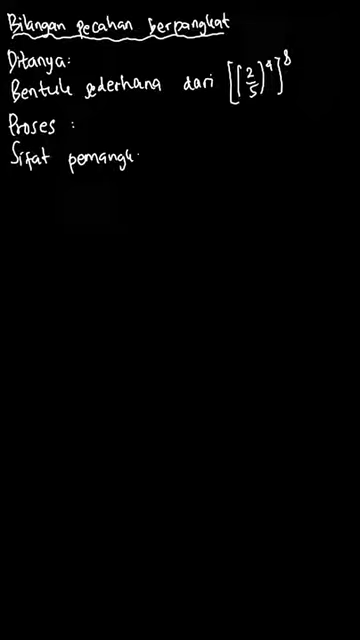 Bilangan pecahan berpangkat
Ditanya:
Bentuk sederhana dari [(2/5)^4]^8
Proses :
Sifat pemangk